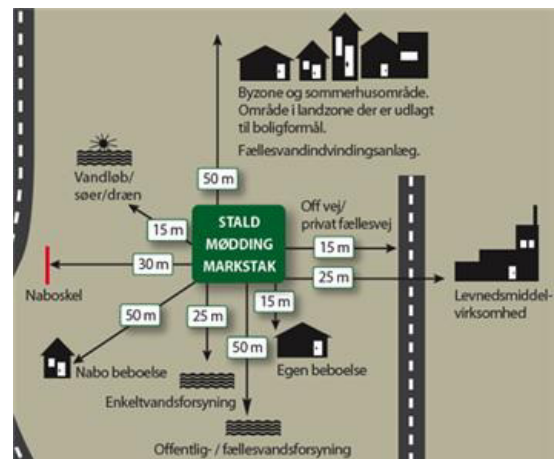 Byzone og sommerhusområde.
Område i landzone der er udlagt
til boligformål.
Fællesvandindvindingsanlæg.
Vandløb/
søer/dræn
50 m
Off vej/
privat fællesvej
15 m
STALD
MØDDING
MARKSTAK
15 m
30 m
25 m
Naboskel
Levnedsmiddel-
virksomhed
50 m
25 m
15 m
50 m
Nabo beboelse
Egen beboelse
Enkeltvandsforsyning
Offentlig- / fællesvandsforsyning